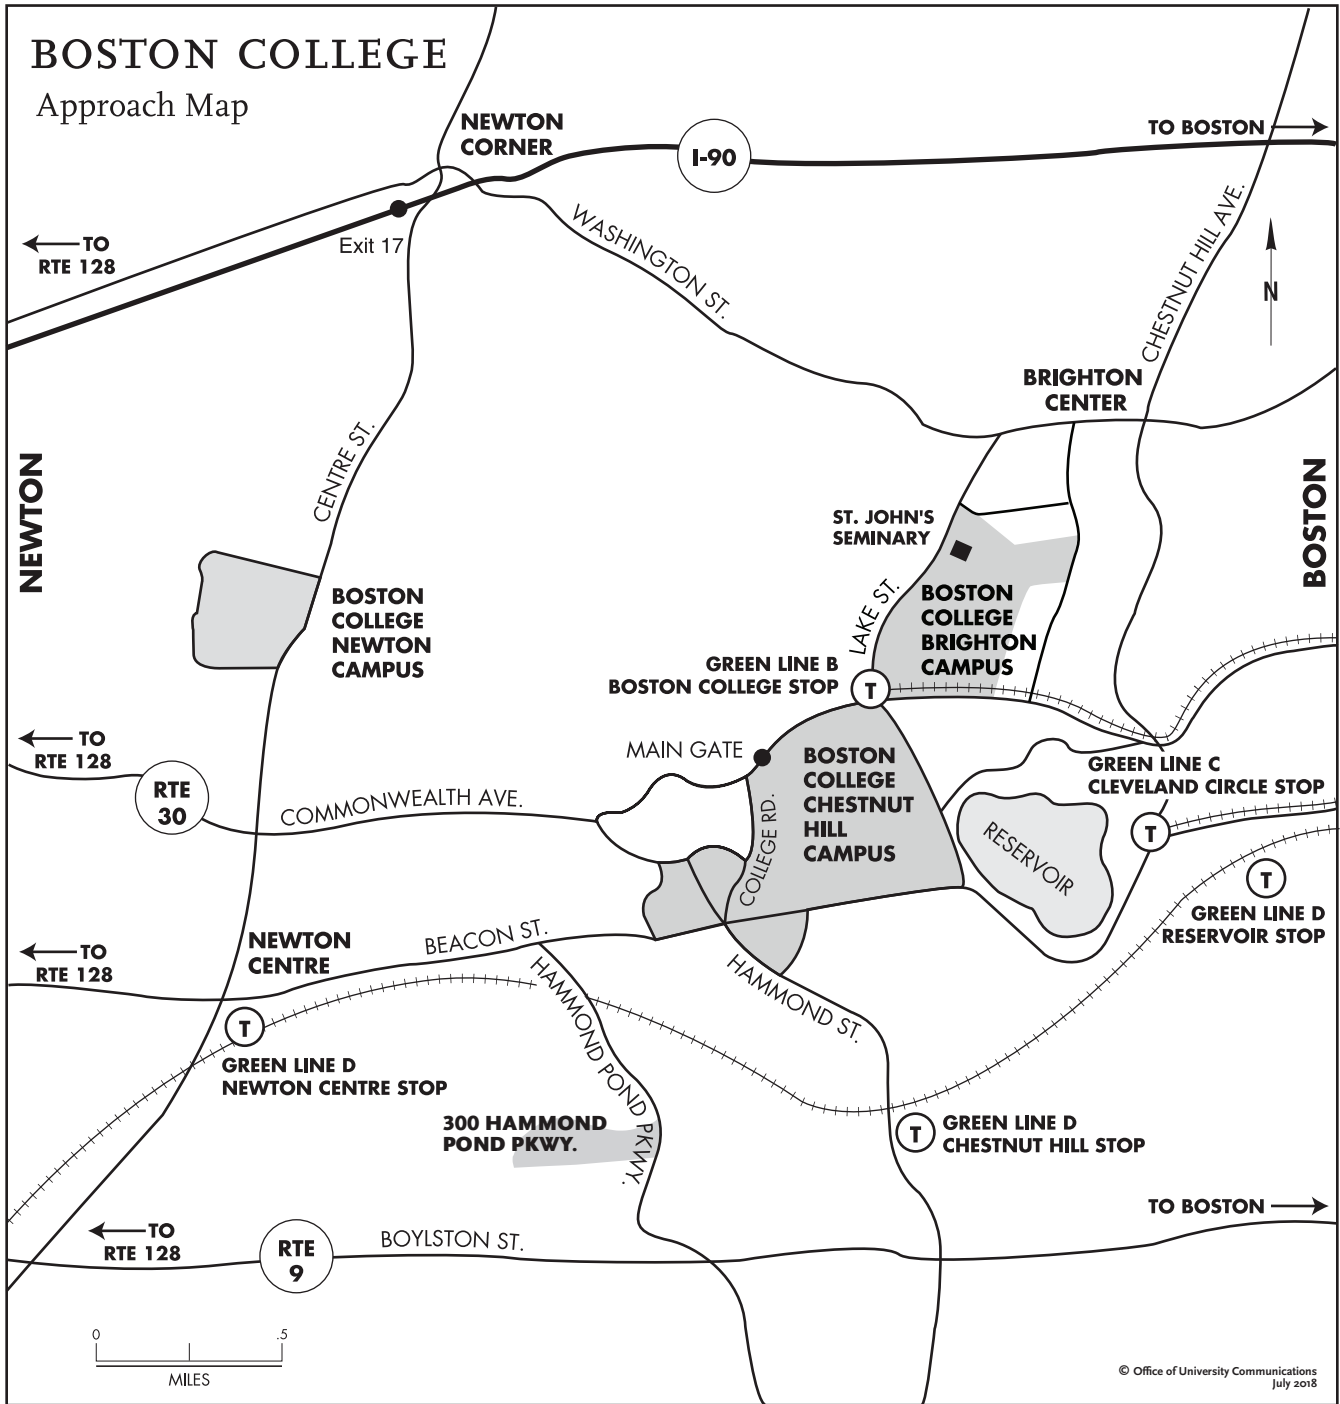 BOSTON COLLEGE
Approach Map
NEWTON
CORNER
I-90
TO BOSTON
TO
RTE 128
Exit 17
WASHINGTON ST.
CHESTNUT HILL AVE.
N
BRIGHTON
CENTER
CENTRE ST.
NEWTON
BOSTON
ST. JOHN'S
SEMINARY
BOSTON
COLLEGE
NEWTON
CAMPUS
LAKE ST.
BOSTON
COLLEGE
BRIGHTON
CAMPUS
GREEN LINE B
BOSTON COLLEGE STOP
T
TO
RTE 128
RTE
30
COMMONWEALTH AVE.
MAIN GATE
BOSTON
COLLEGE
CHESTNUT
HILL
CAMPUS
COLLEGE RD.
GREEN LINE C
CLEVELAND CIRCLE STOP
T
RESERVOIR
T
GREEN LINE D
RESERVOIR STOP
TO
RTE 128
NEWTON
CENTRE
BEACON ST.
HAMMOND POND PKWY.
HAMMOND ST.
T
GREEN LINE D
NEWTON CENTRE STOP
300 HAMMOND
POND PKWY.
T
GREEN LINE D
CHESTNUT HILL STOP
TO
RTE 128
RTE
9
BOYLSTON ST.
TO BOSTON
0 .5
MILES
© Office of University Communications
July 2018